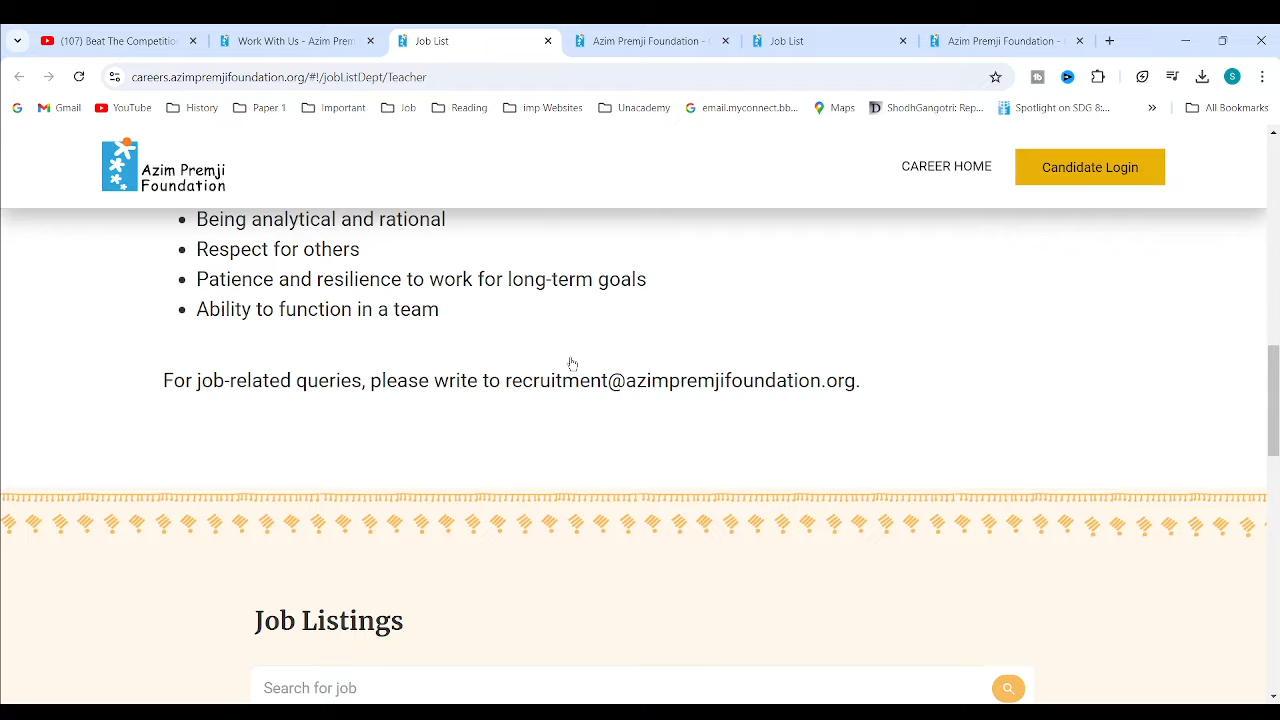 (107) Beat The Competitio
Work With Us - Azim Prem
Job List
Azim Premji Foundation - (
Job List
Azim Premji Foundation - (
careers.azimpremjifoundation.org/#!/jobListDept/Teacher
S
Gmail
YouTube
History
Paper 1
Important
Job
Reading
imp Websites
Unacademy
email.myconnect.bb...
Maps
ShodhGangotri: Rep...
Spotlight on SDG 8:...
»
All Bookmarks
Azim Premji
Foundation
CAREER HOME
Candidate Login
• Being analytical and rational
• Respect for others
• Patience and resilience to work for long-term goals
• Ability to function in a team
For job-related queries, please write to recruitment@azimpremjifoundation.org.
Job Listings
Search for job